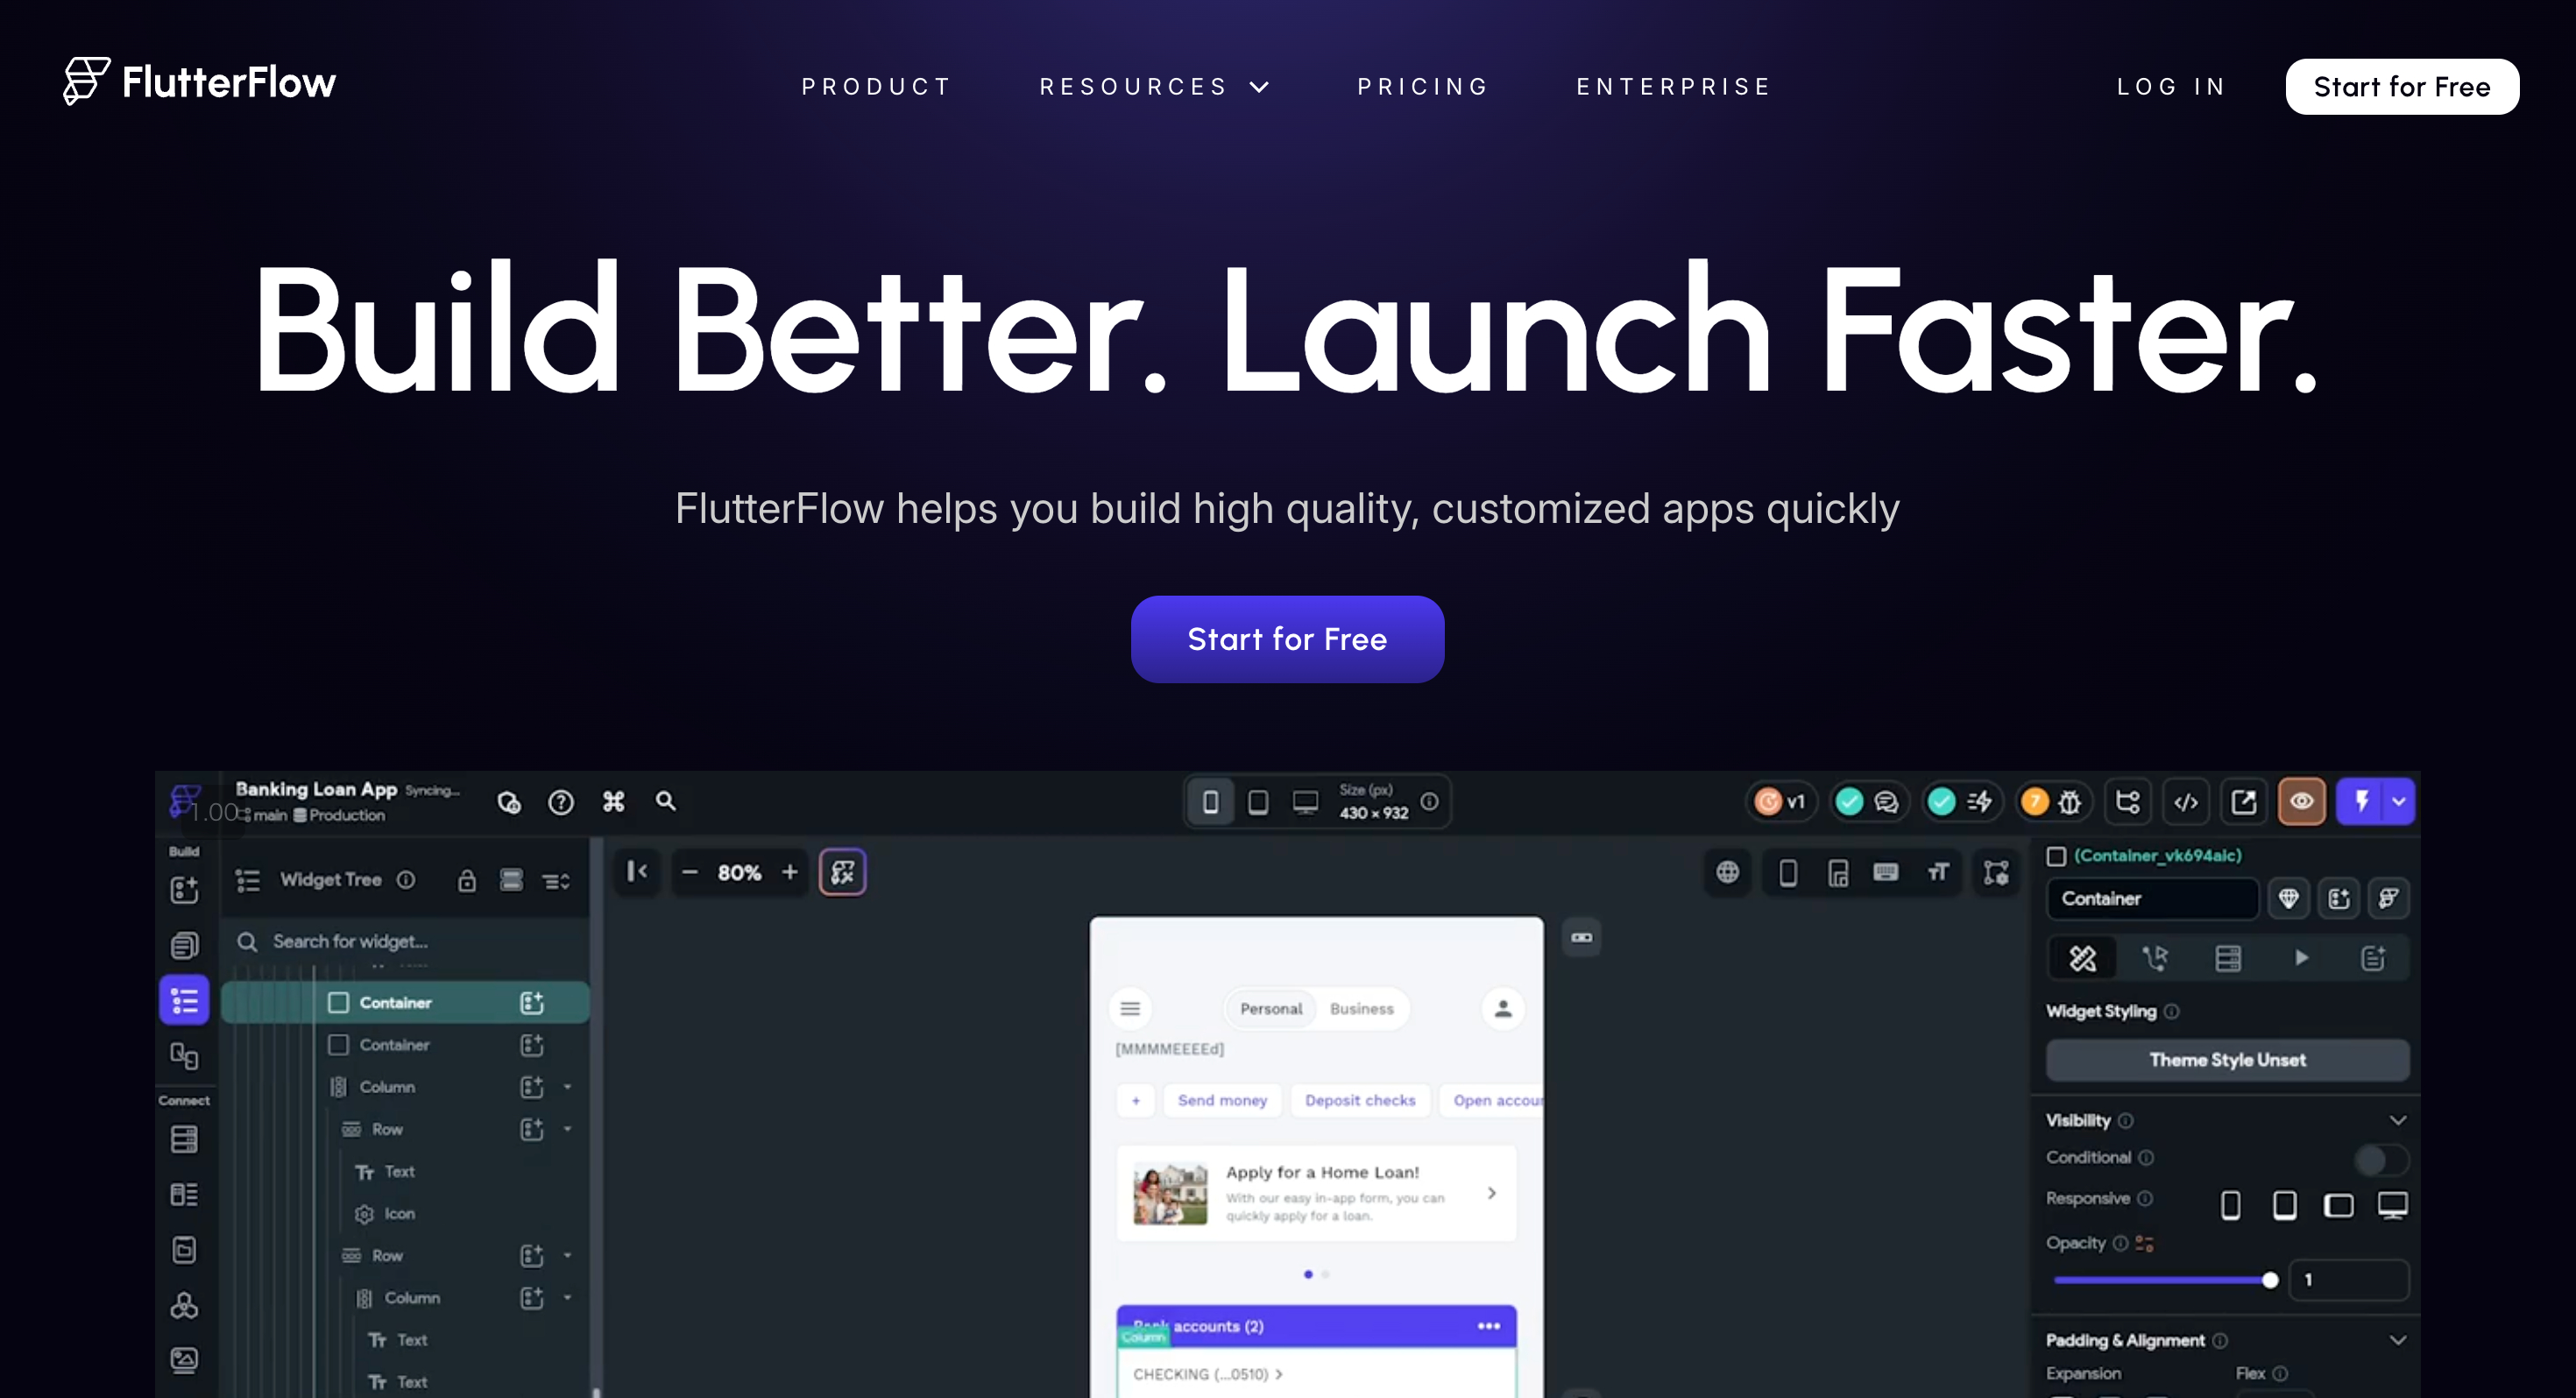 FlutterFlow
PRODUCT
RESOURCES
PRICING
ENTERPRISE
LOG IN
Start for Free
Build Better. Launch Faster.
FlutterFlow helps you build high quality, customized apps quickly
Start for Free
Banking Loan App Syncing...
1.00
main Production
Size (px)
430 × 932
v1
7
Build
Widget Tree
80%
Search for widget...
Container
Container
Column
Connect
Row
Text
Icon
Row
Column
Text
Text
Personal Business
[MMMMEEEEd]
+ Send money Deposit checks Open accour
Apply for a Home Loan!
With our easy in-app form, you can
quickly apply for a loan.
accounts (2)
Column
CHECKING (...0510) >
(Container_vk694alc)
Container
Widget Styling
Theme Style Unset
Visibility
Conditional
Responsive
Opacity
1
Padding & Alignment
Expansion
Flex